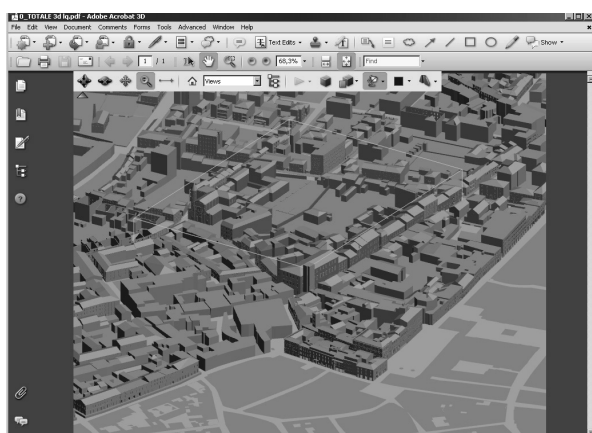 0_TOTALE 3d lq.pdf - Adobe Acrobat 3D
File Edit View Document Comments Forms Tools Advanced Window Help
Text Edits Show
1 / 1 68,3% Find
Views